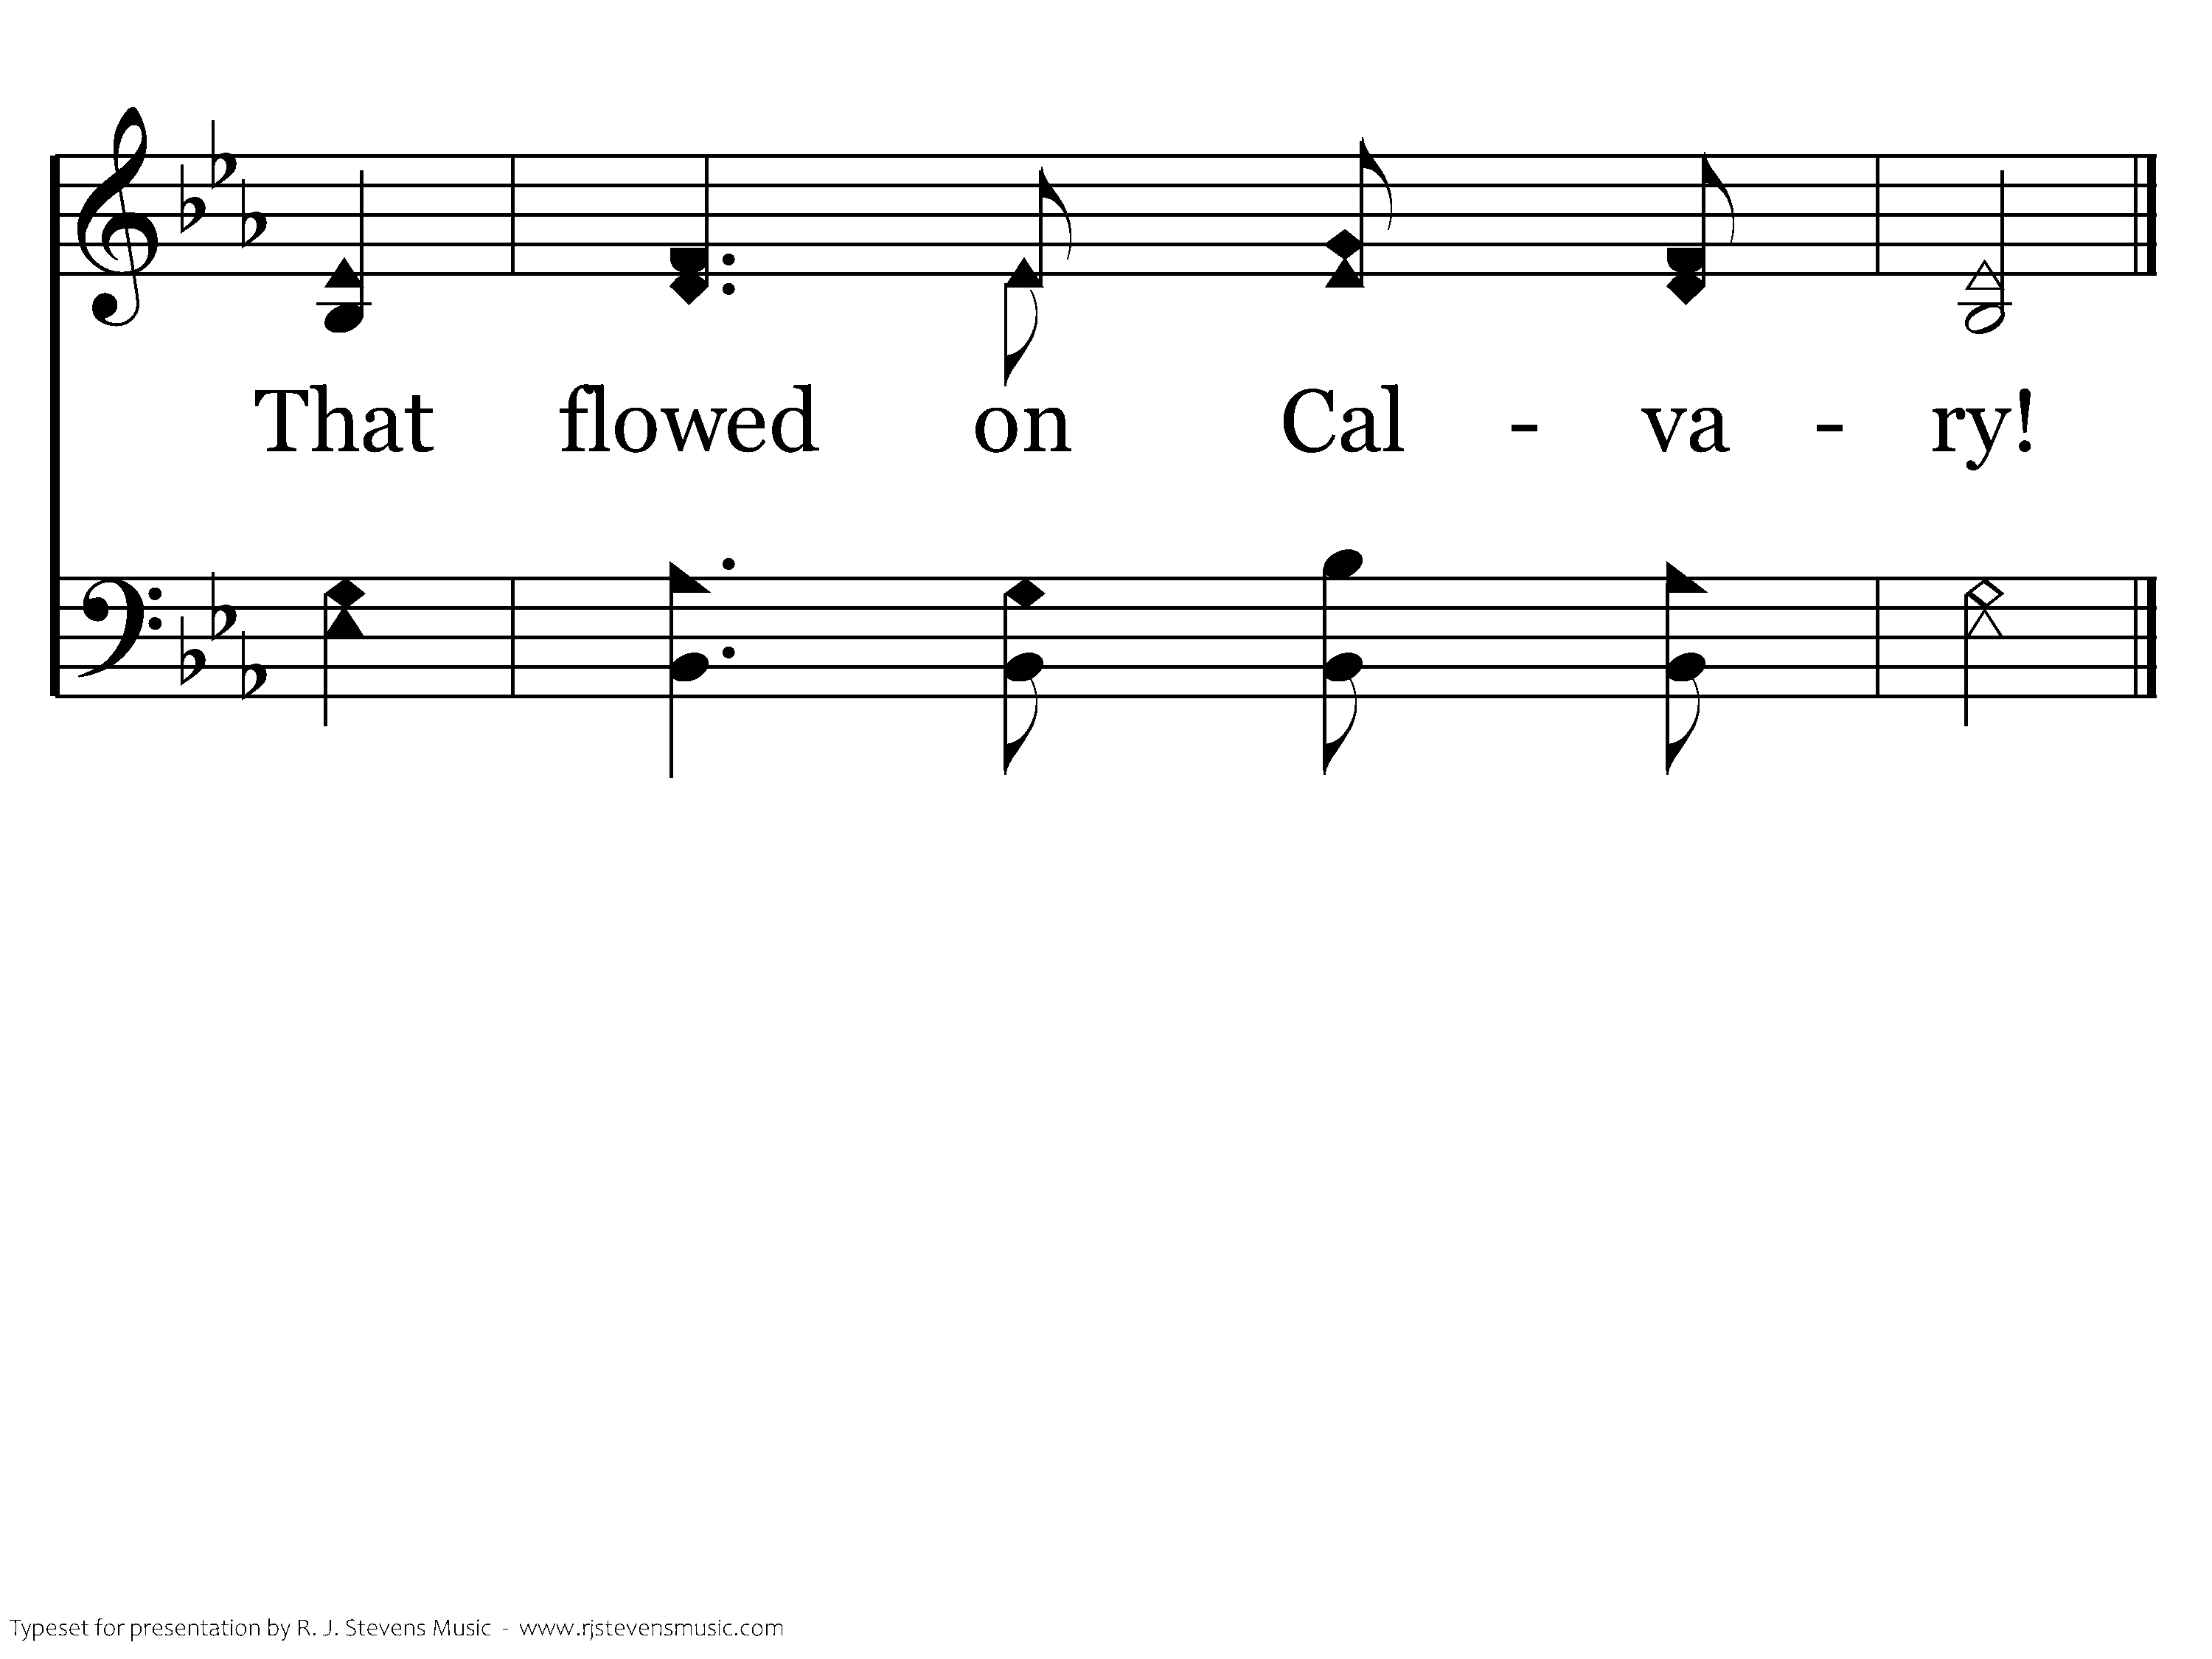 That flowed on Cal - va - ry!
Typeset for presentation by R. J. Stevens Music - www.rjstevensmusic.com